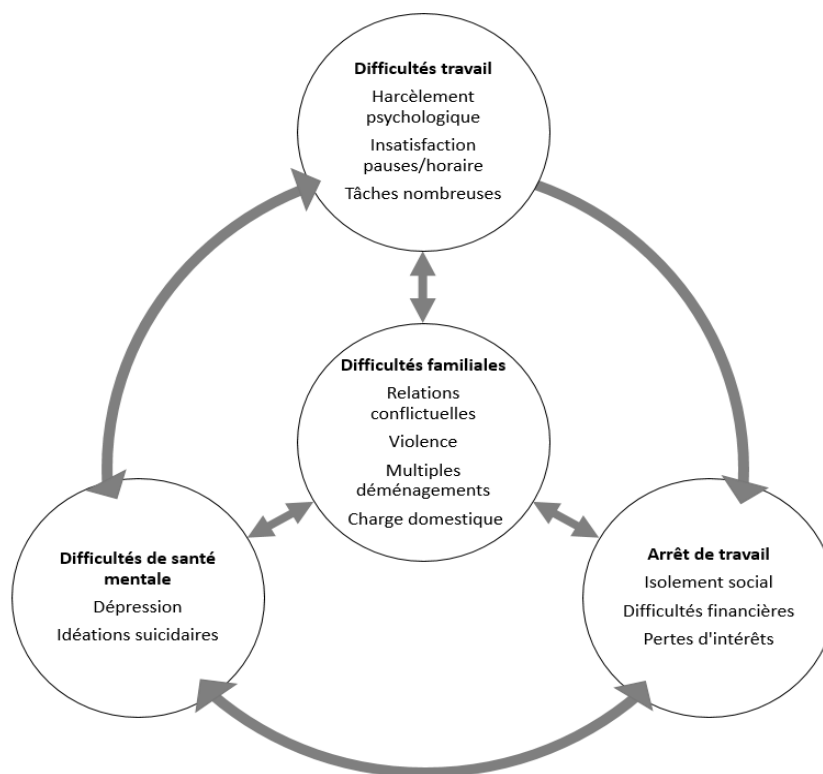 Difficultés travail
Harcèlement
psychologique
Insatisfaction
pauses/horaire
Tâches nombreuses
Difficultés familiales
Relations
conflictuelles
Violence
Multiples
déménagements
Charge domestique
Difficultés de santé
mentale
Dépression
Idéations suicidaires
Arrêt de travail
Isolement social
Difficultés financières
Pertes d'intérêts